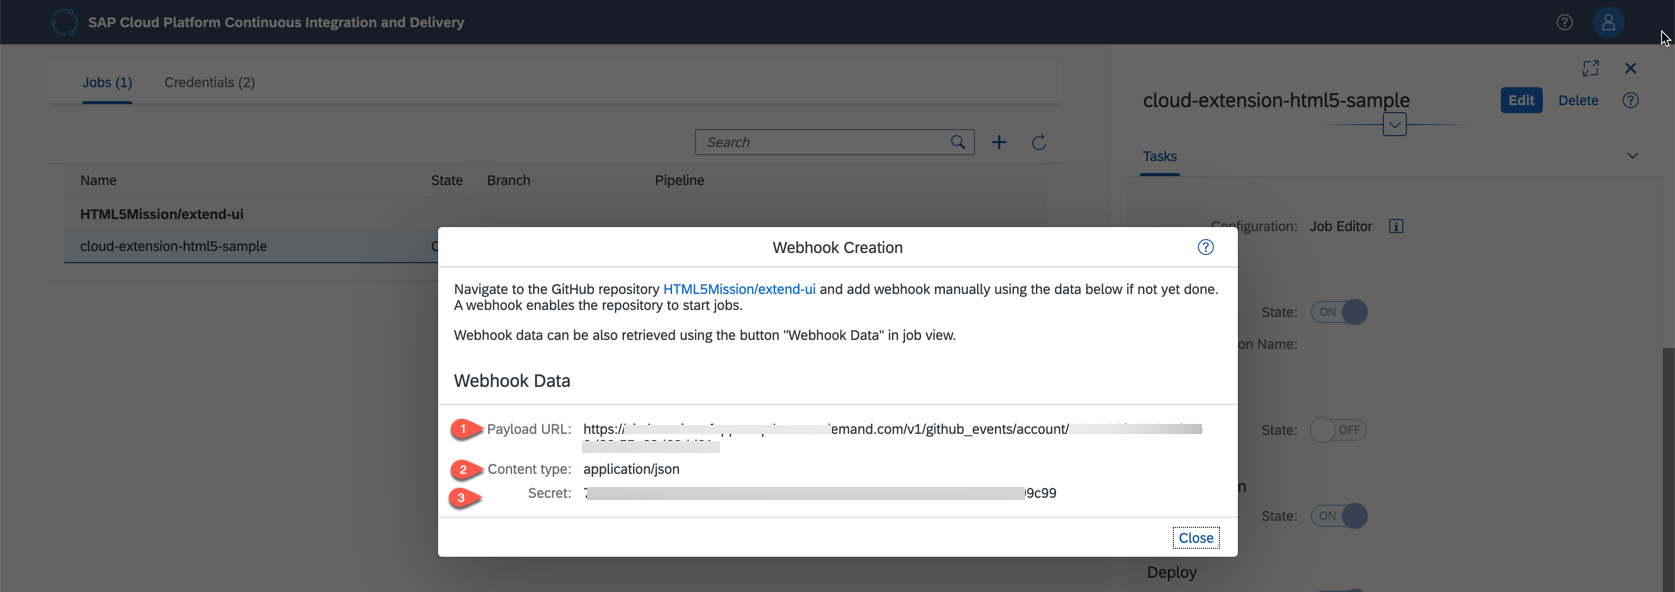 SAP Cloud Platform Continuous Integration and Delivery
Jobs (1) Credentials (2)
cloud-extension-html5-sample Edit Delete
Search
Tasks
Name State Branch Pipeline
HTML5Mission/extend-ui
cloud-extension-html5-sample
Configuration: Job Editor
Webhook Creation
Navigate to the GitHub repository HTML5Mission/extend-ui and add webhook manually using the data below if not yet done.
A webhook enables the repository to start jobs.
Webhook data can be also retrieved using the button "Webhook Data" in job view.
State: ON
on Name:
Webhook Data
1 Payload URL: https:// emand.com/v1/github_events/account/
State: OFF
2 Content type: application/json
3 Secret: 9c99
State: ON
Close
Deploy